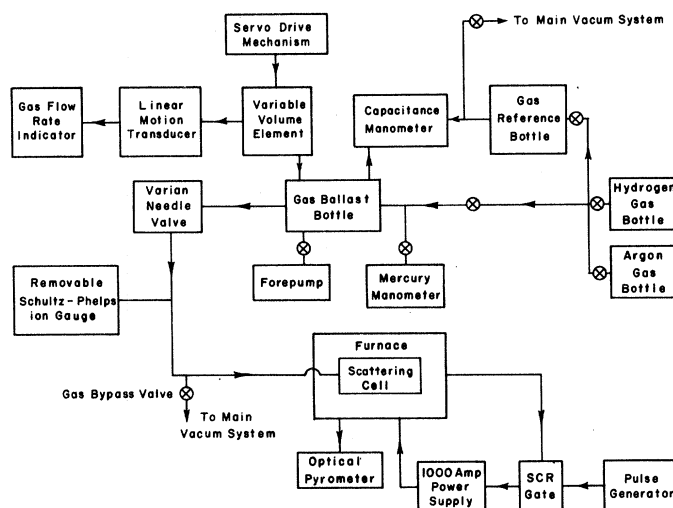 Servo Drive
Mechanism
To Main Vacum System
Gas Flow
Rate
Indicator
Linear
Motion
Transducer
Variable
Volume
Element
Capacitance
Manometer
Gas
Reference
Bottle
Varian
Needle
Valve
Gas Ballast
Bottle
Hydrogen
Gas
Bottle
Forepump
Mercury
Manometer
Argon
Gas
Bottle
Removable
Schultz-Phelps
ion Gauge
Furnace
Scattering
Cell
Gas Bypass Valve
To Main
Vacum System
Optical
Pyrometer
1000 Amp
Power
Supply
SCR
Gate
Pulse
Generator